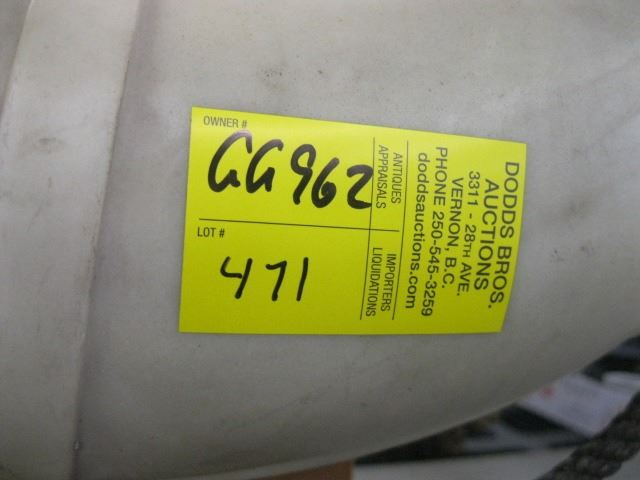 OWNER #
GG962
LOT #
471
ANTIQUES
APPRAISALS
IMPORTERS
LIQUIDATIONS
DODDS BROS.
AUCTIONS
3311 - 28TH AVE.
VERNON, B.C.
PHONE 250-545-3259
doddsauctions.com